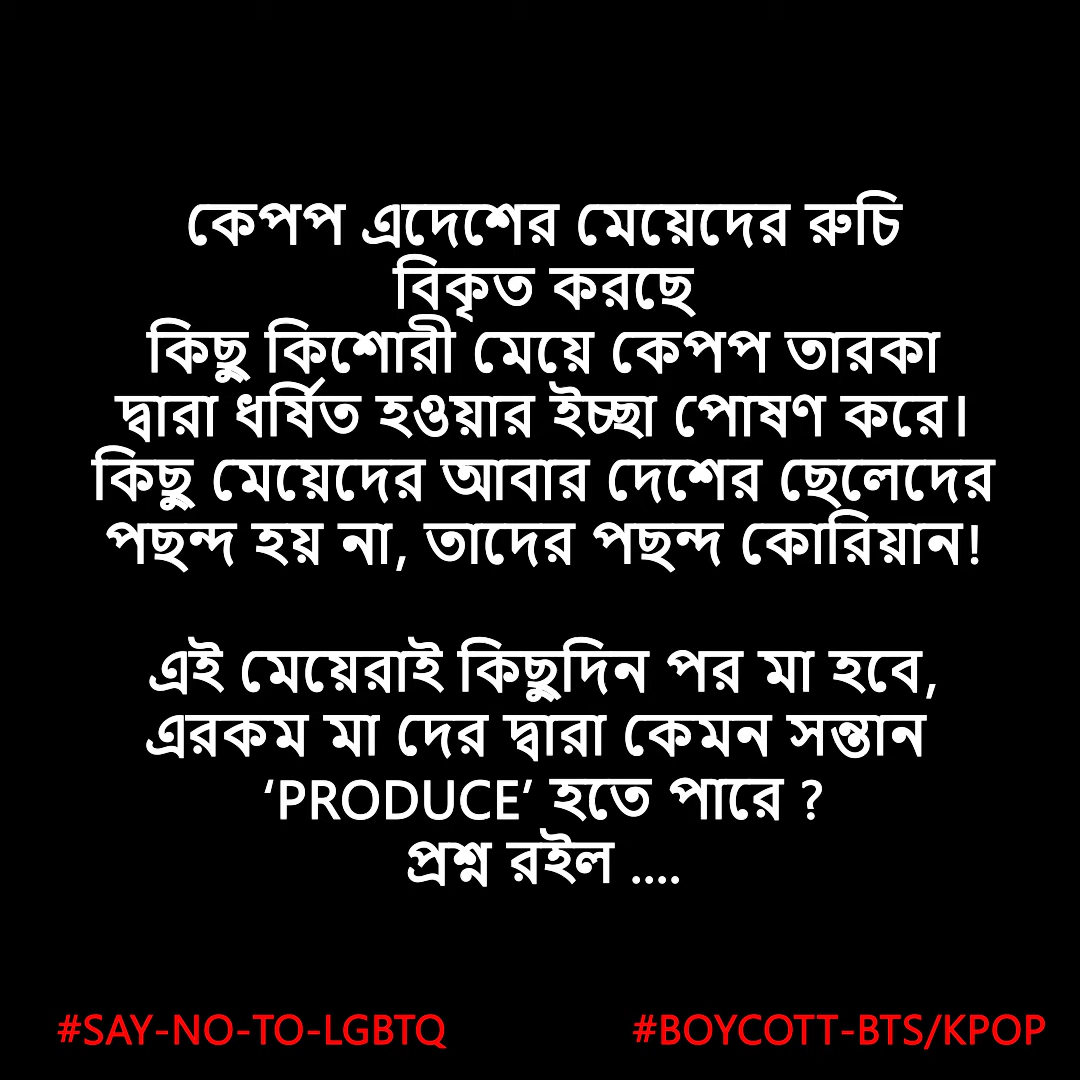 কেপপ এদেশের মেয়েদের রুচি
বিকৃত করছে
কিছু কিশোরী মেয়ে কেপপ তারকা
দ্বারা ধর্ষিত হওয়ার ইচ্ছা পোষণ করে।
কিছু মেয়েদের আবার দেশের ছেলেদের
পছন্দ হয় না, তাদের পছন্দ কোরিয়ান!
এই মেয়েরাই কিছুদিন পর মা হবে,
এরকম মা দের দ্বারা কেমন সন্তান
‘PRODUCE’ হতে পারে ?
প্রশ্ন রইল ....
#SAY-NO-TO-LGBTQ
#BOYCOTT-BTS/KPOP